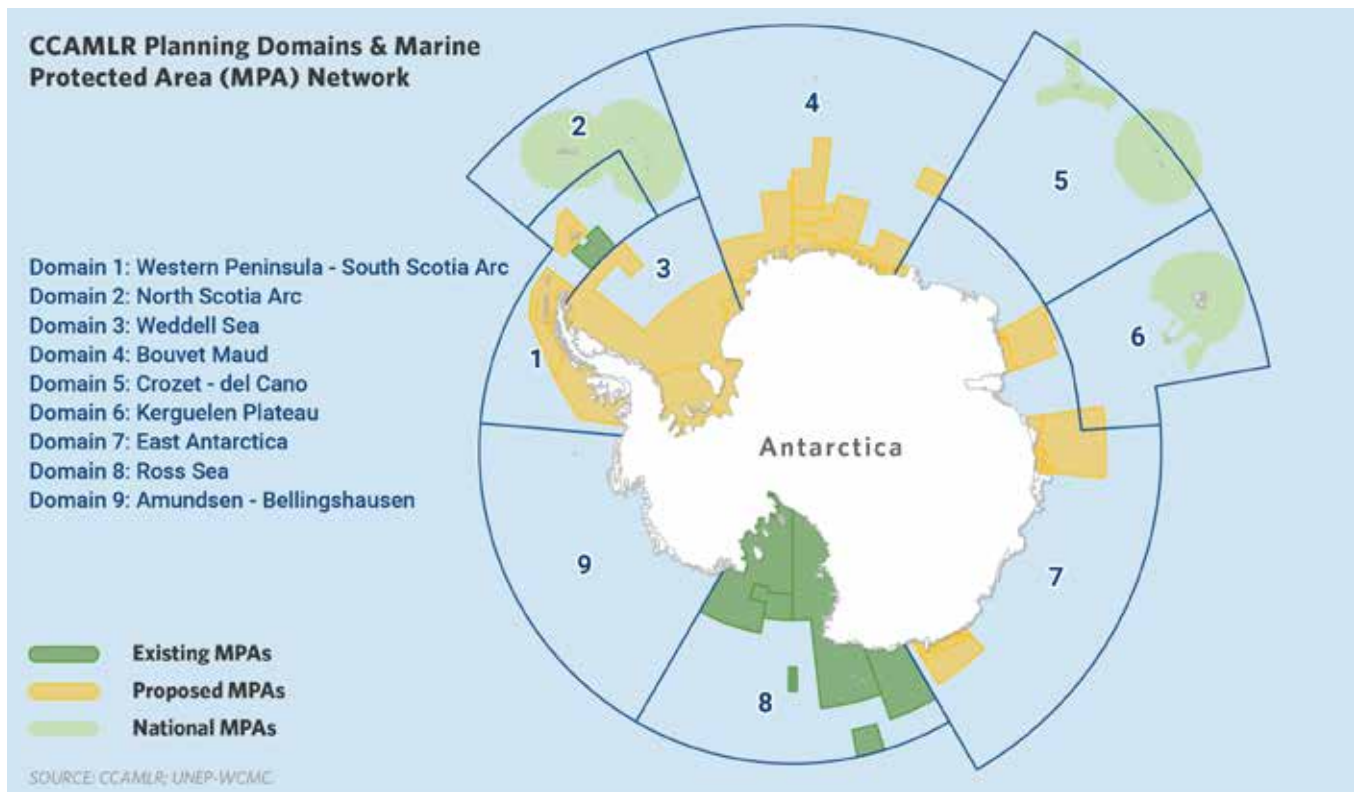 CCAMLR Planning Domains & Marine
Protected Area (MPA) Network
2
4
5
3
6
1
Domain 1: Western Peninsula - South Scotia Arc
Domain 2: North Scotia Arc
Domain 3: Weddell Sea
Domain 4: Bouvet Maud
Domain 5: Crozet - del Cano
Domain 6: Kerguelen Plateau
Domain 7: East Antarctica
Domain 8: Ross Sea
Domain 9: Amundsen - Bellingshausen
Antarctica
9
7
8
Existing MPAs
Proposed MPAs
National MPAs
SOURCE: CCAMLR; UNEP-WCMC.